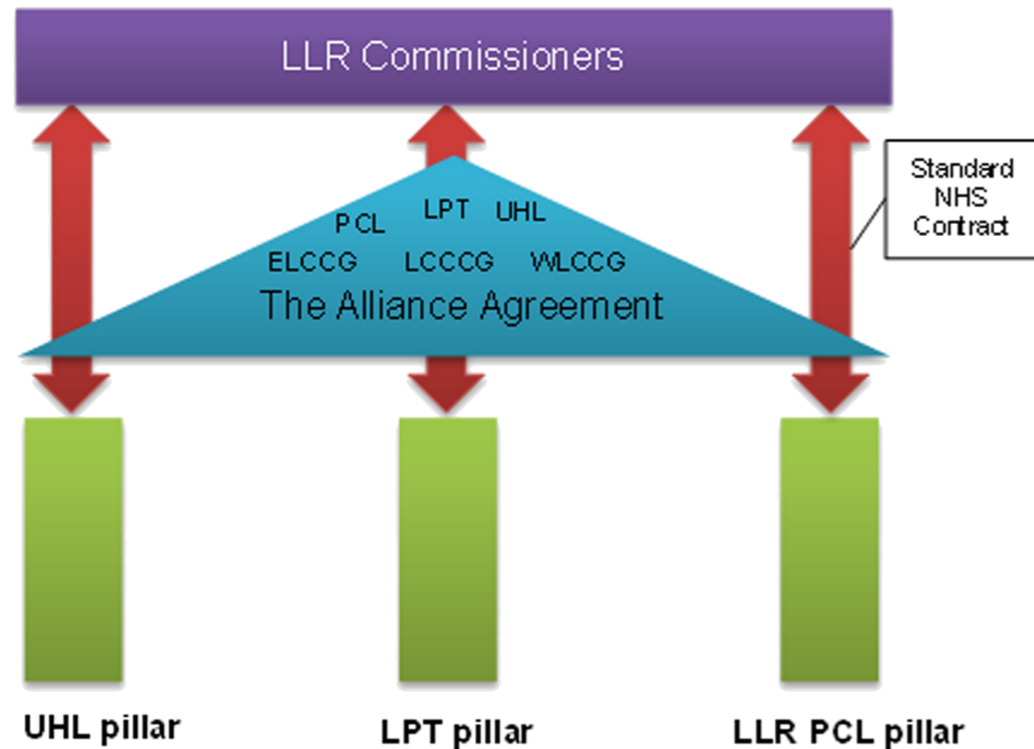 LLR Commissioners
Standard
NHS
Contract
PCL LPT UHL
ELCCG LCCCG WLCCG
The Alliance Agreement
UHL pillar
LPT pillar
LLR PCL pillar